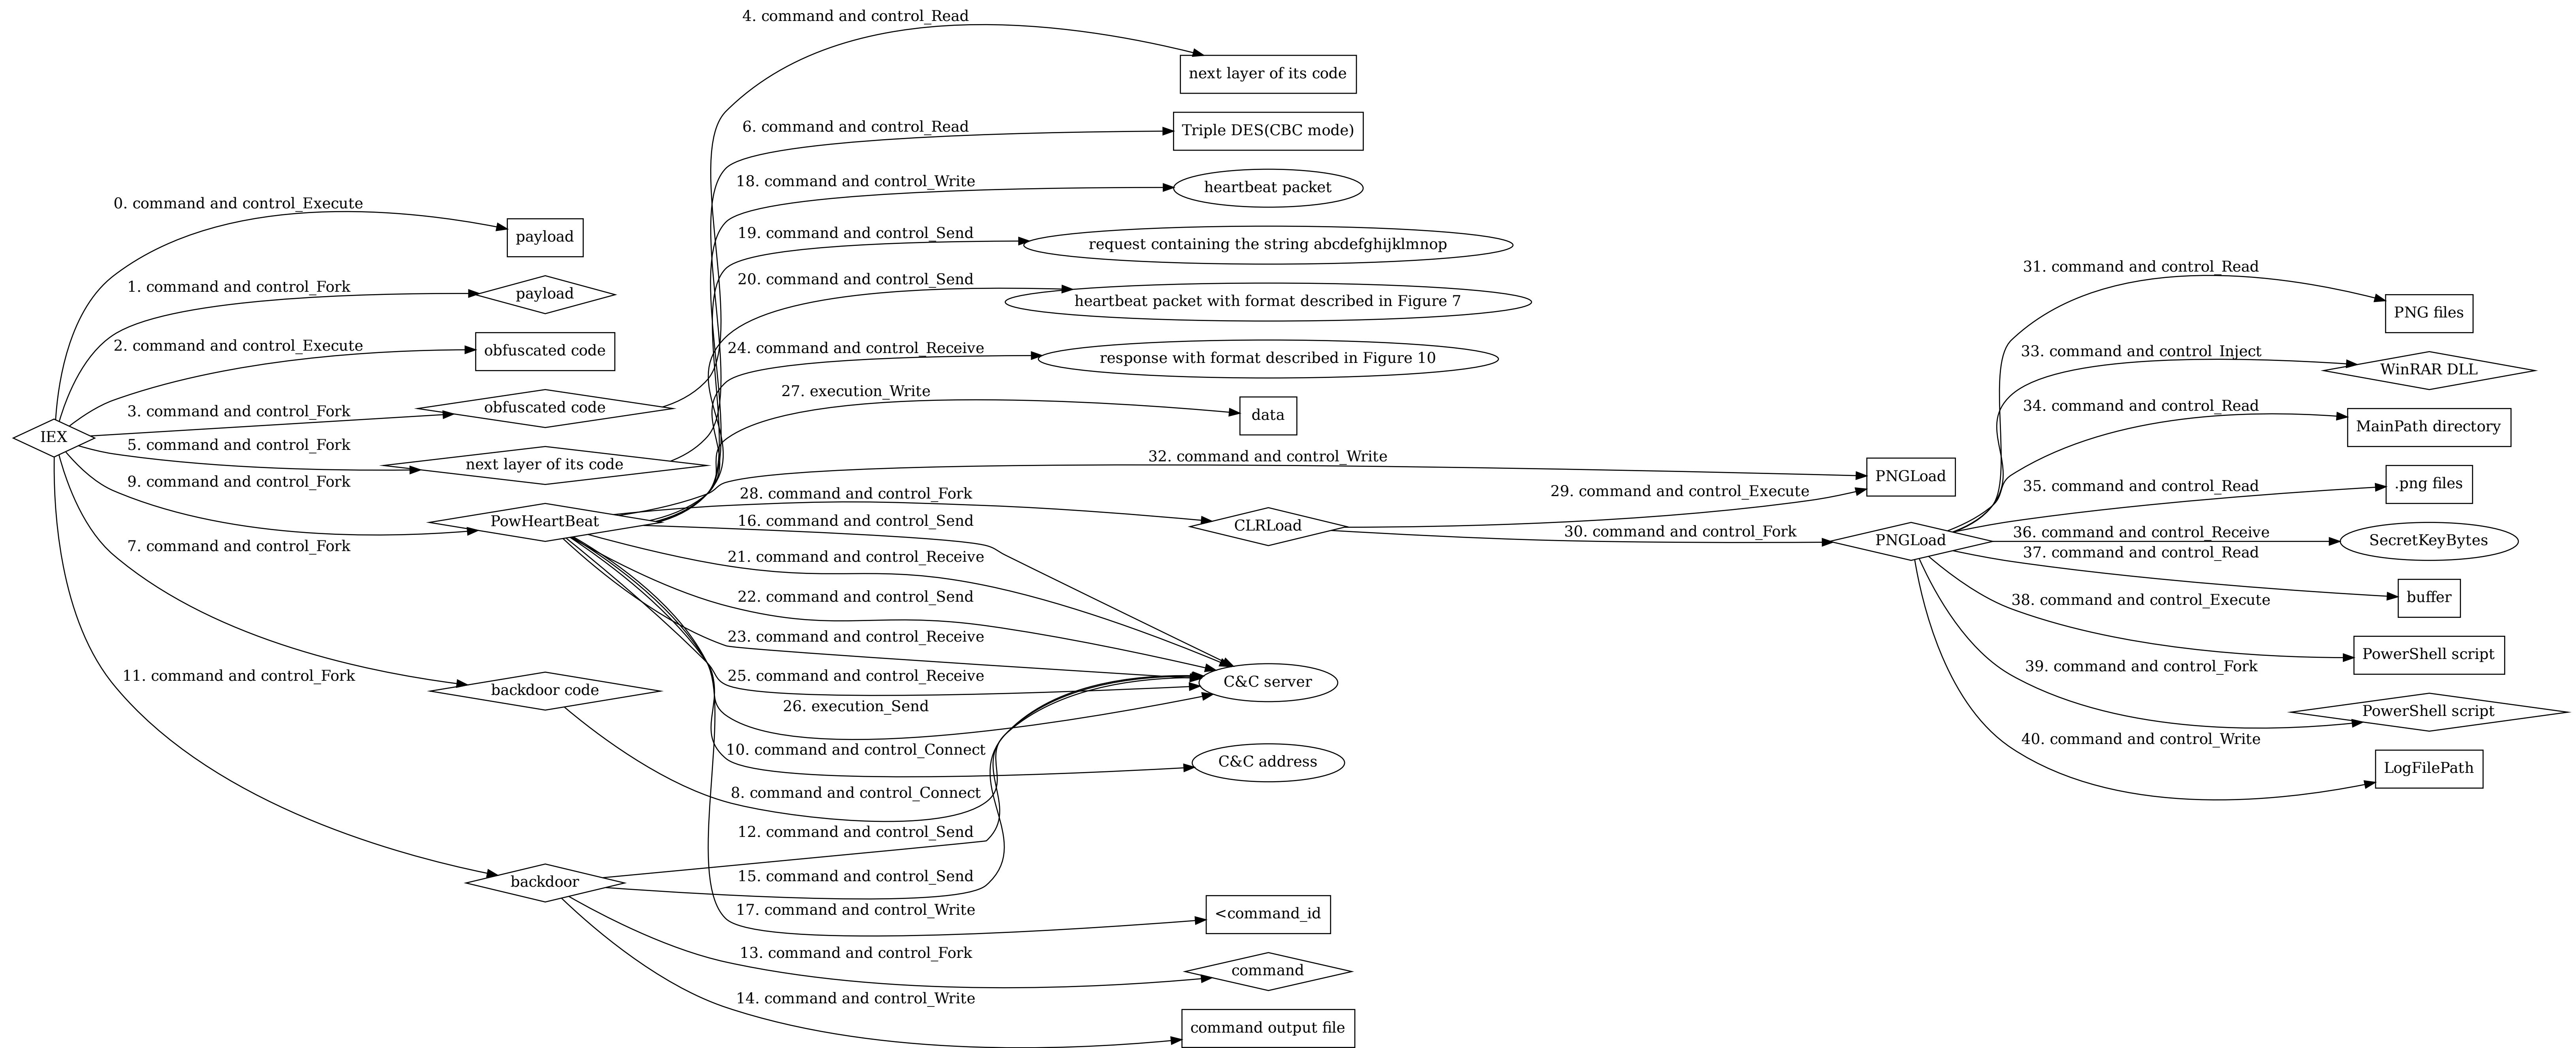 4. command and control_Read
next layer of its code
6. command and control_Read
Triple DES(CBC mode)
18. command and control_Write
heartbeat packet
0. command and control_Execute
payload
19. command and control_Send
request containing the string abcdefghijklmnop
1. command and control_Fork
payload
20. command and control_Send
heartbeat packet with format described in Figure 7
31. command and control_Read
PNG files
2. command and control_Execute
obfuscated code
24. command and control_Receive
response with format described in Figure 10
33. command and control_Inject
WinRAR DLL
3. command and control_Fork
obfuscated code
27. execution_Write
data
34. command and control_Read
MainPath directory
IEX
5. command and control_Fork
next layer of its code
32. command and control_Write
PNGLoad
35. command and control_Read
.png files
9. command and control_Fork
PowHeartBeat
28. command and control_Fork
CLRLoad
29. command and control_Execute
30. command and control_Fork
PNGLoad
36. command and control_Receive
SecretKeyBytes
16. command and control_Send
37. command and control_Read
buffer
7. command and control_Fork
21. command and control_Receive
22. command and control_Send
38. command and control_Execute
PowerShell script
23. command and control_Receive
11. command and control_Fork
backdoor code
25. command and control_Receive
C&C server
39. command and control_Fork
PowerShell script
26. execution_Send
10. command and control_Connect
C&C address
40. command and control_Write
LogFilePath
8. command and control_Connect
12. command and control_Send
backdoor
15. command and control_Send
17. command and control_Write
<command_id
13. command and control_Fork
command
14. command and control_Write
command output file